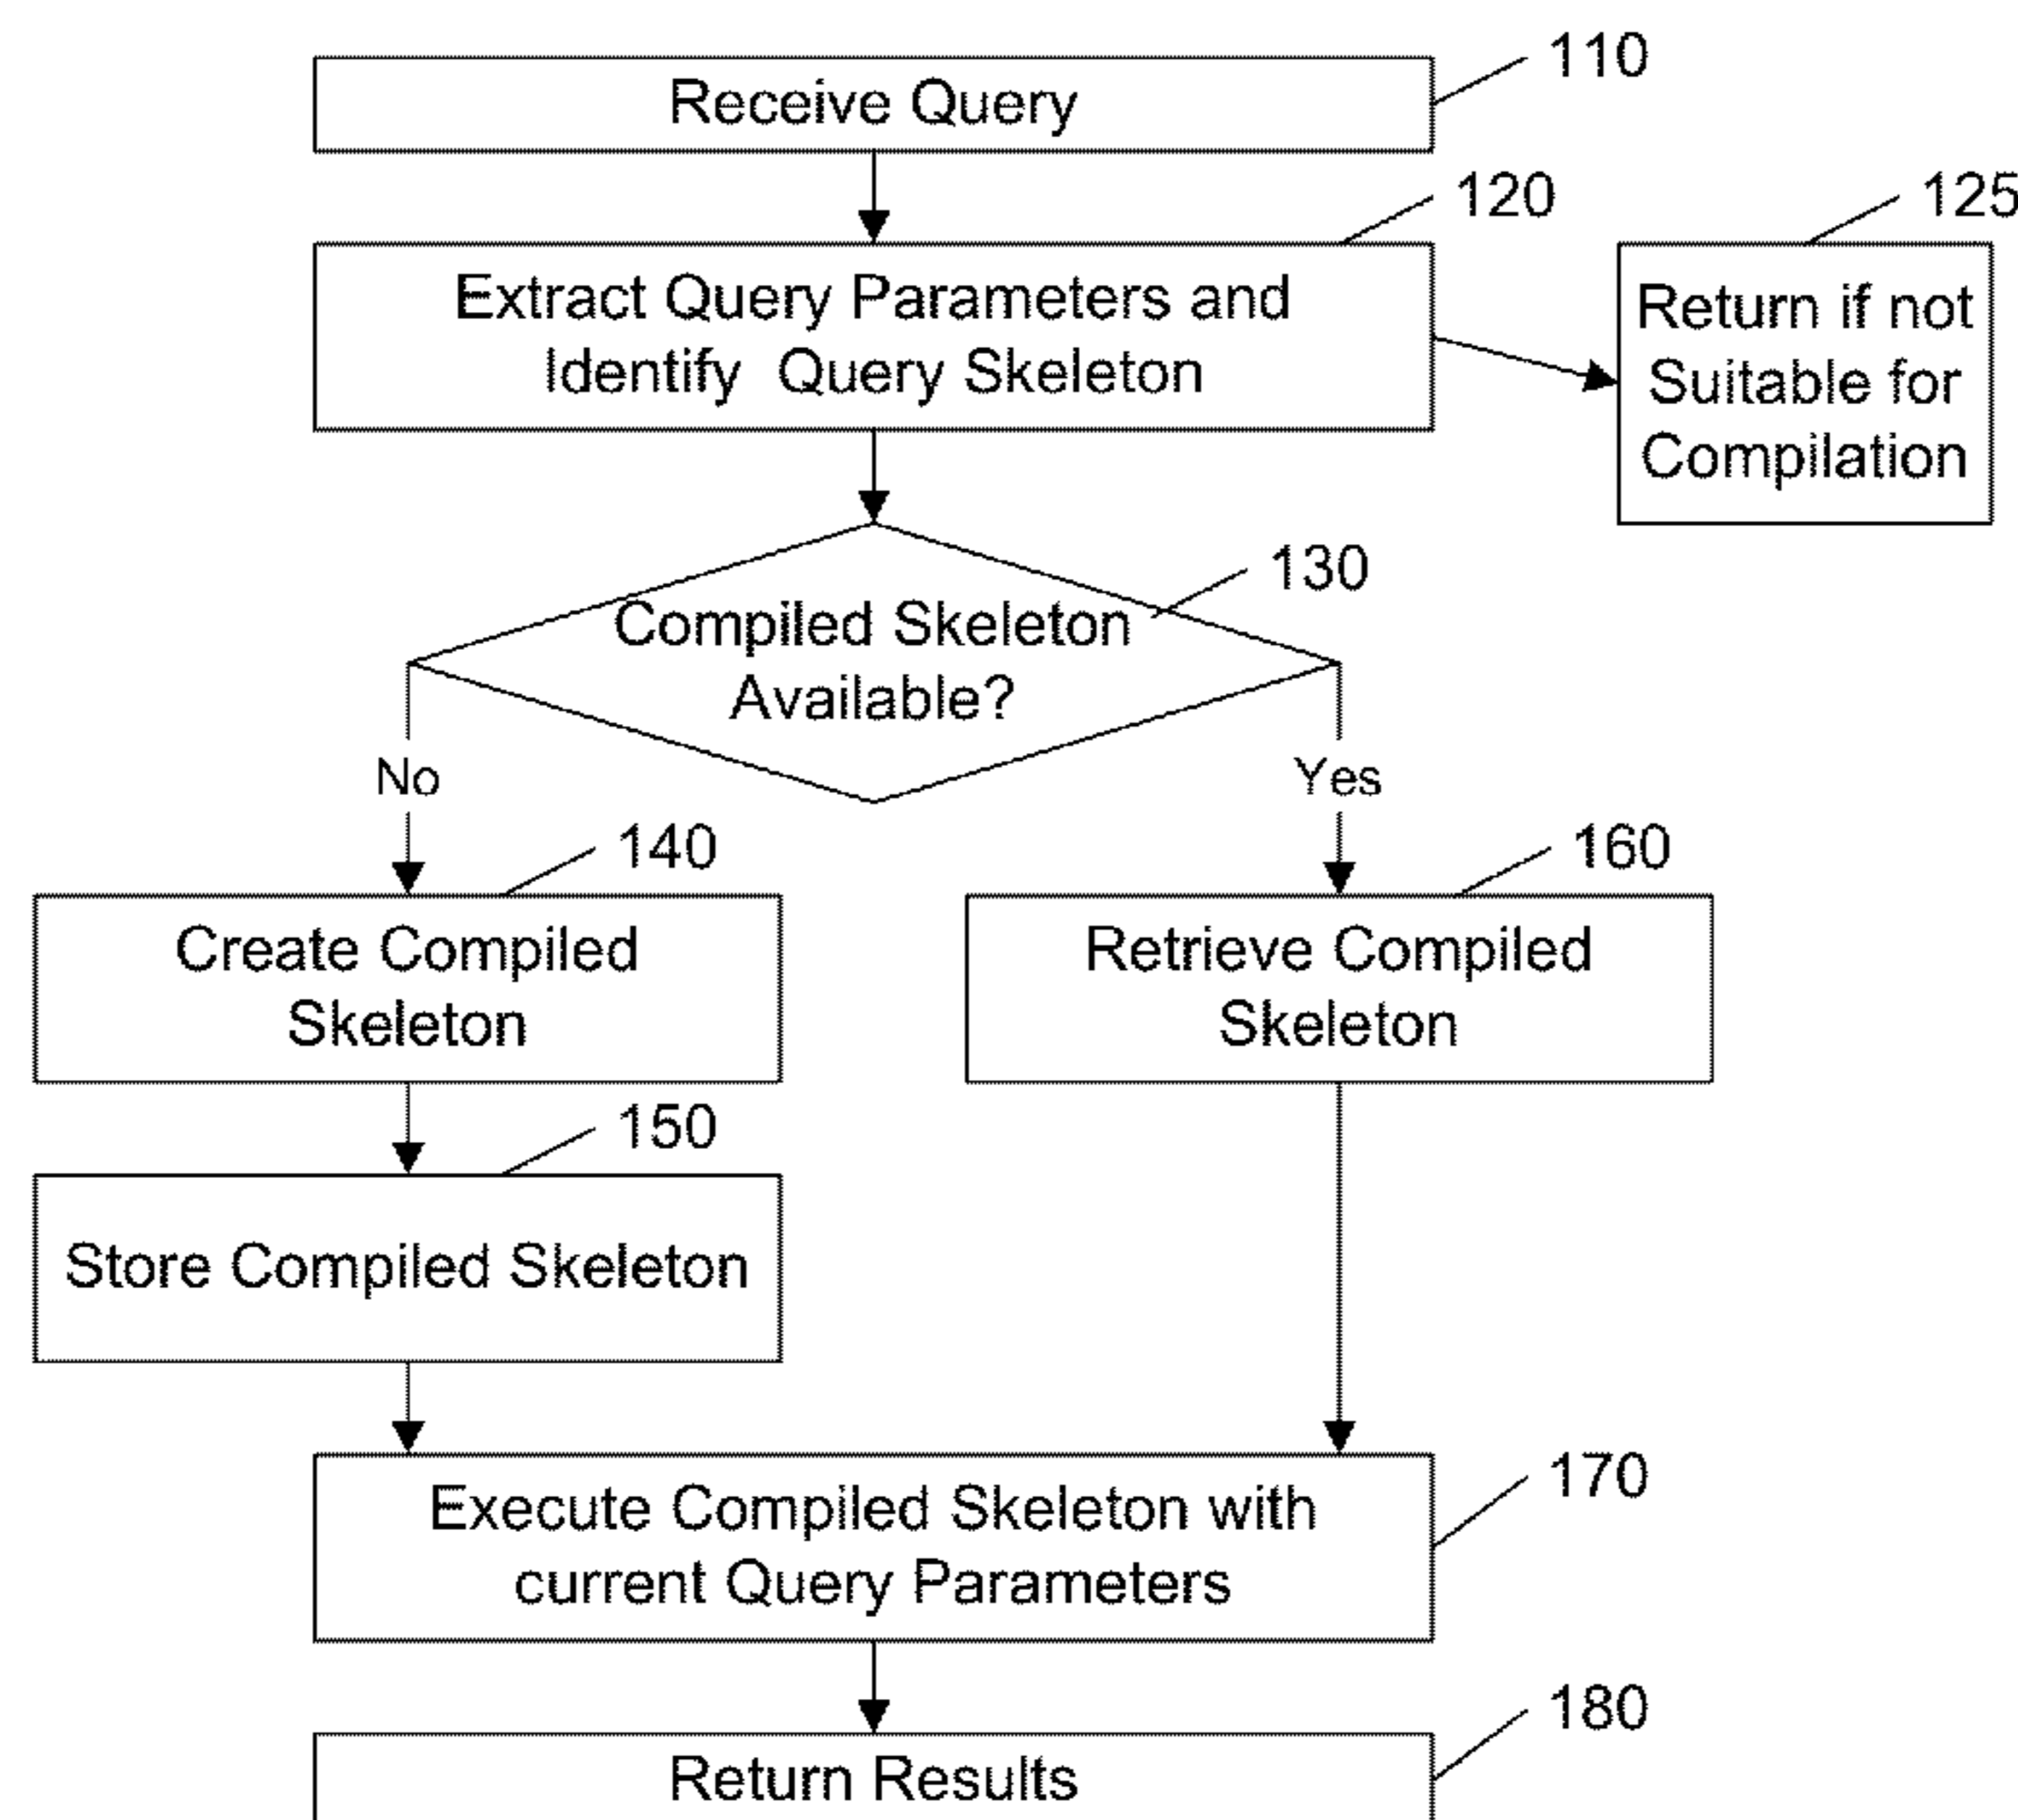 110
Receive Query
120
125
Extract Query Parameters and
Identify Query Skeleton
Return if not
Suitable for
Compilation
130
Compiled Skeleton
Available?
No
Yes
140
160
Create Compiled
Skeleton
Retrieve Compiled
Skeleton
150
Store Compiled Skeleton
170
Execute Compiled Skeleton with
current Query Parameters
180
Return Results